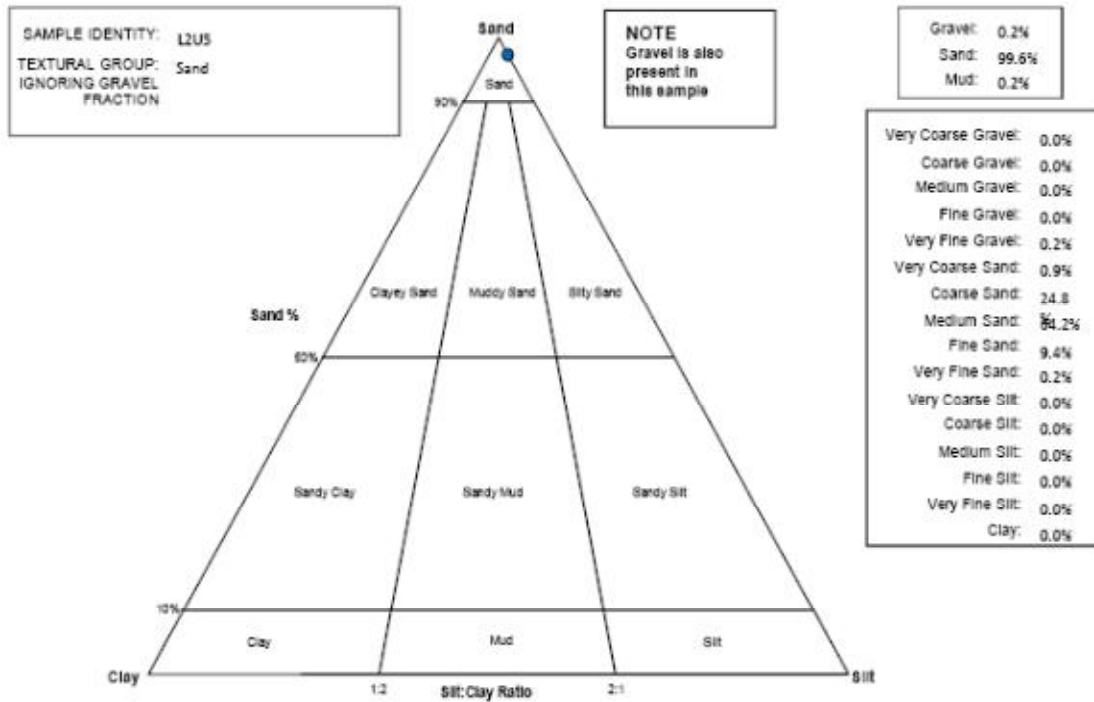 SAMPLE IDENTITY: L2US
TEXTURAL GROUP: Sand
IGNORING GRAVEL
FRACTION
Sand
NOTE
Gravel is also
present in
this sample
Gravel: 0.2%
Sand: 99.6%
Mud: 0.2%
Sand
90%
Clayey Sand
Muddy Sand
Silty Sand
Sand %
50%
Sandy Clay
Sandy Mud
Sandy Silt
10%
Clay
Mud
Silt
Clay
1:2
Silt:Clay Ratio
2:1
Silt
Very Coarse Gravel: 0.0%
Coarse Gravel: 0.0%
Medium Gravel: 0.0%
Fine Gravel: 0.0%
Very Fine Gravel: 0.2%
Very Coarse Sand: 0.9%
Coarse Sand: 24.8
%
Medium Sand: 64.2%
Fine Sand: 9.4%
Very Fine Sand: 0.2%
Very Coarse Silt: 0.0%
Coarse Silt: 0.0%
Medium Silt: 0.0%
Fine Silt: 0.0%
Very Fine Silt: 0.0%
Clay: 0.0%